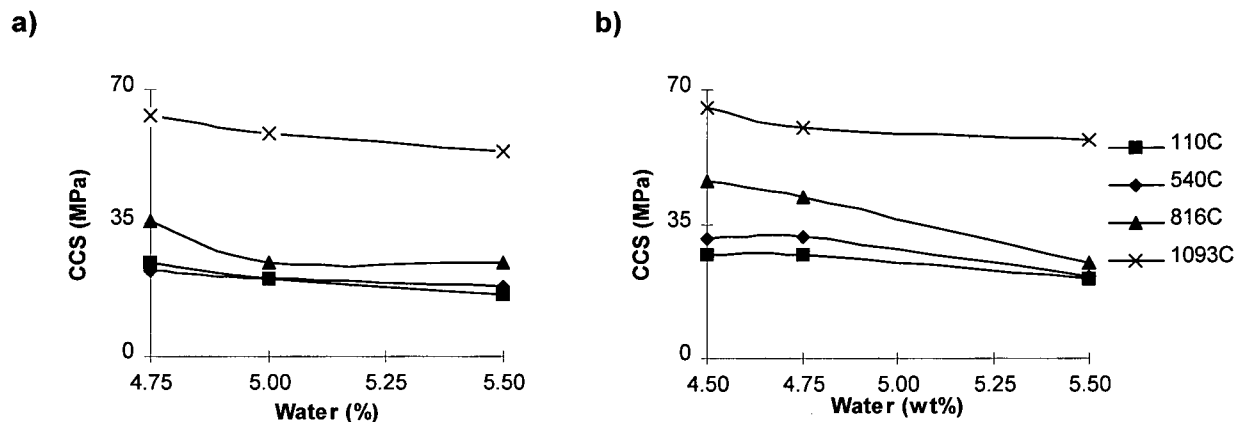 a)
70
35
0
CCS (MPa)
4.75 5.00 5.25 5.50
Water (%)
b)
70
35
0
CCS (MPa)
4.50 4.75 5.00 5.25 5.50
Water (wt%)
110C
540C
816C
1093C